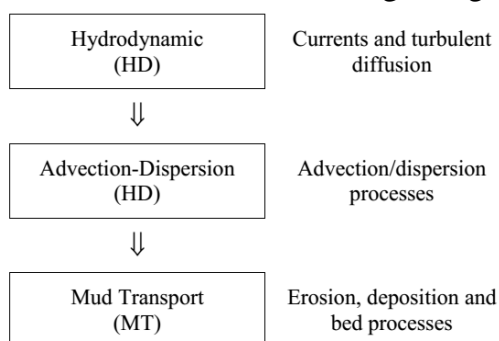 Hydrodynamic
(HD)
Currents and turbulent
diffusion
⇓
Advection-Dispersion
(HD)
Advection/dispersion
processes
⇓
Mud Transport
(MT)
Erosion, deposition and
bed processes